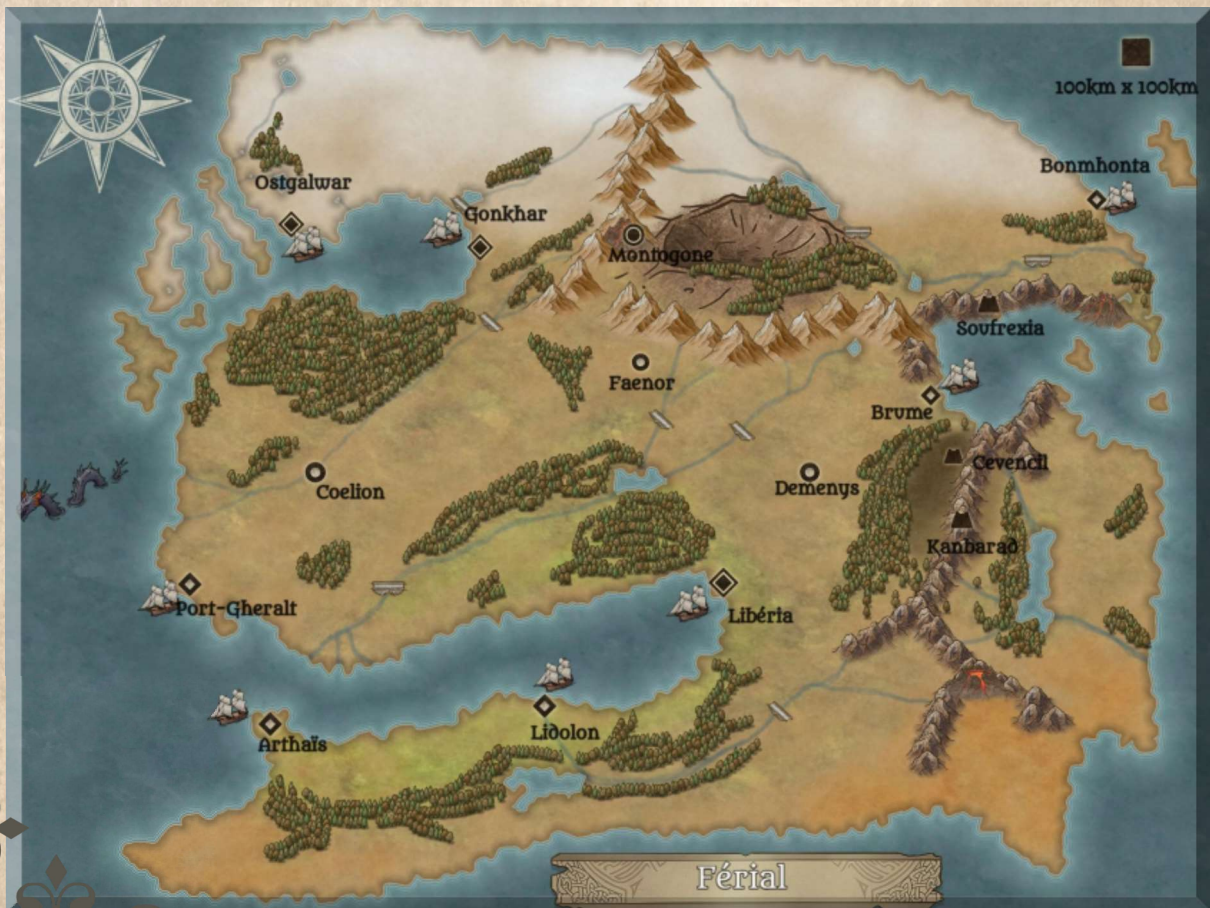 100km x 100km
Bonmhonta
Ostgalwar
Gonkhar
Montogone
Soufrexia
Faenor
Brume
Cevencil
Coelion
Demenys
Kanbarad
Port-Gheralt
Libéria
Lidolon
Arthaïs
Férial